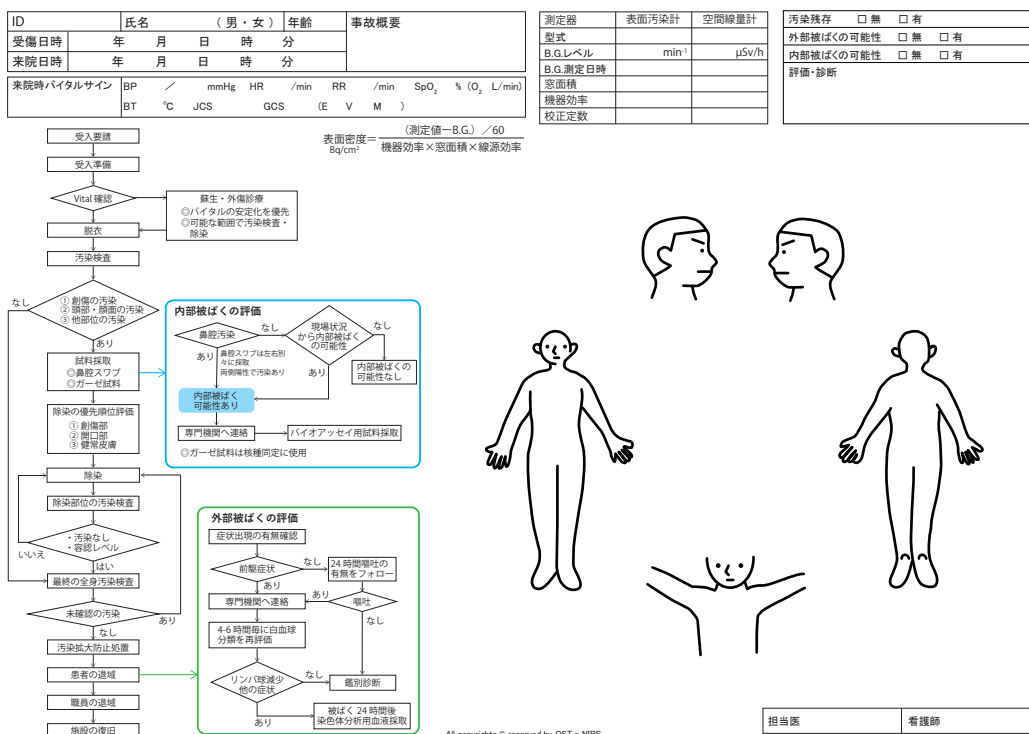 ID 氏名 （男・女） 年齢 事故概要
受傷日時 年 月 日 時 分
来院日時 年 月 日 時 分
来院時バイタルサイン BP ／ mmHg HR /min RR /min SpO₂ %（O₂ L/min）
BT ℃ JCS GCS （E V M ）
測定器 表面汚染計 空間線量計
型式
B.G.レベル min⁻¹ μSv/h
B.G.測定日時
窓面積
機器効率
校正定数
汚染残存 □ 無 □ 有
外部被ばくの可能性 □ 無 □ 有
内部被ばくの可能性 □ 無 □ 有
評価・診断
表面密度＝
Bq/cm²
（測定値ーB.G.）／60
機器効率×窓面積×線源効率
受入要請
受入準備
Vital 確認
蘇生・外傷診療
◎バイタルの安定化を優先
◎可能な範囲で汚染検査・
除染
脱衣
汚染検査
なし
① 創傷の汚染
② 頭部・顔面の汚染
③ 他部位の汚染
あり
試料採取
◎鼻腔スワブ
◎ガーゼ試料
除染の優先順位評価
① 創傷部
② 開口部
③ 健常皮膚
除染
除染部位の汚染検査
・汚染なし
・容認レベル
いいえ
はい
最終の全身汚染検査
未確認の汚染
あり
なし
汚染拡大防止処置
患者の退域
職員の退域
施設の復旧
内部被ばくの評価
鼻腔汚染
なし
現場状況
から内部被ばく
の可能性
なし
あり
鼻腔スワブは左右別
々に採取
両側陽性で汚染あり
あり
内部被ばくの
可能性なし
内部被ばく
可能性あり
専門機関へ連絡
バイオアッセイ用試料採取
◎ガーゼ試料は核種同定に使用
外部被ばくの評価
症状出現の有無確認
前駆症状
なし
24 時間嘔吐の
有無をフォロー
あり
専門機関へ連絡
あり
嘔吐
なし
4-6 時間毎に白血球
分類を再評価
リンパ球減少
他の症状
なし
鑑別診断
あり
被ばく 24 時間後
染色体分析用血液採取
All copyrights © reserved by QST - NIRS
担当医 看護師